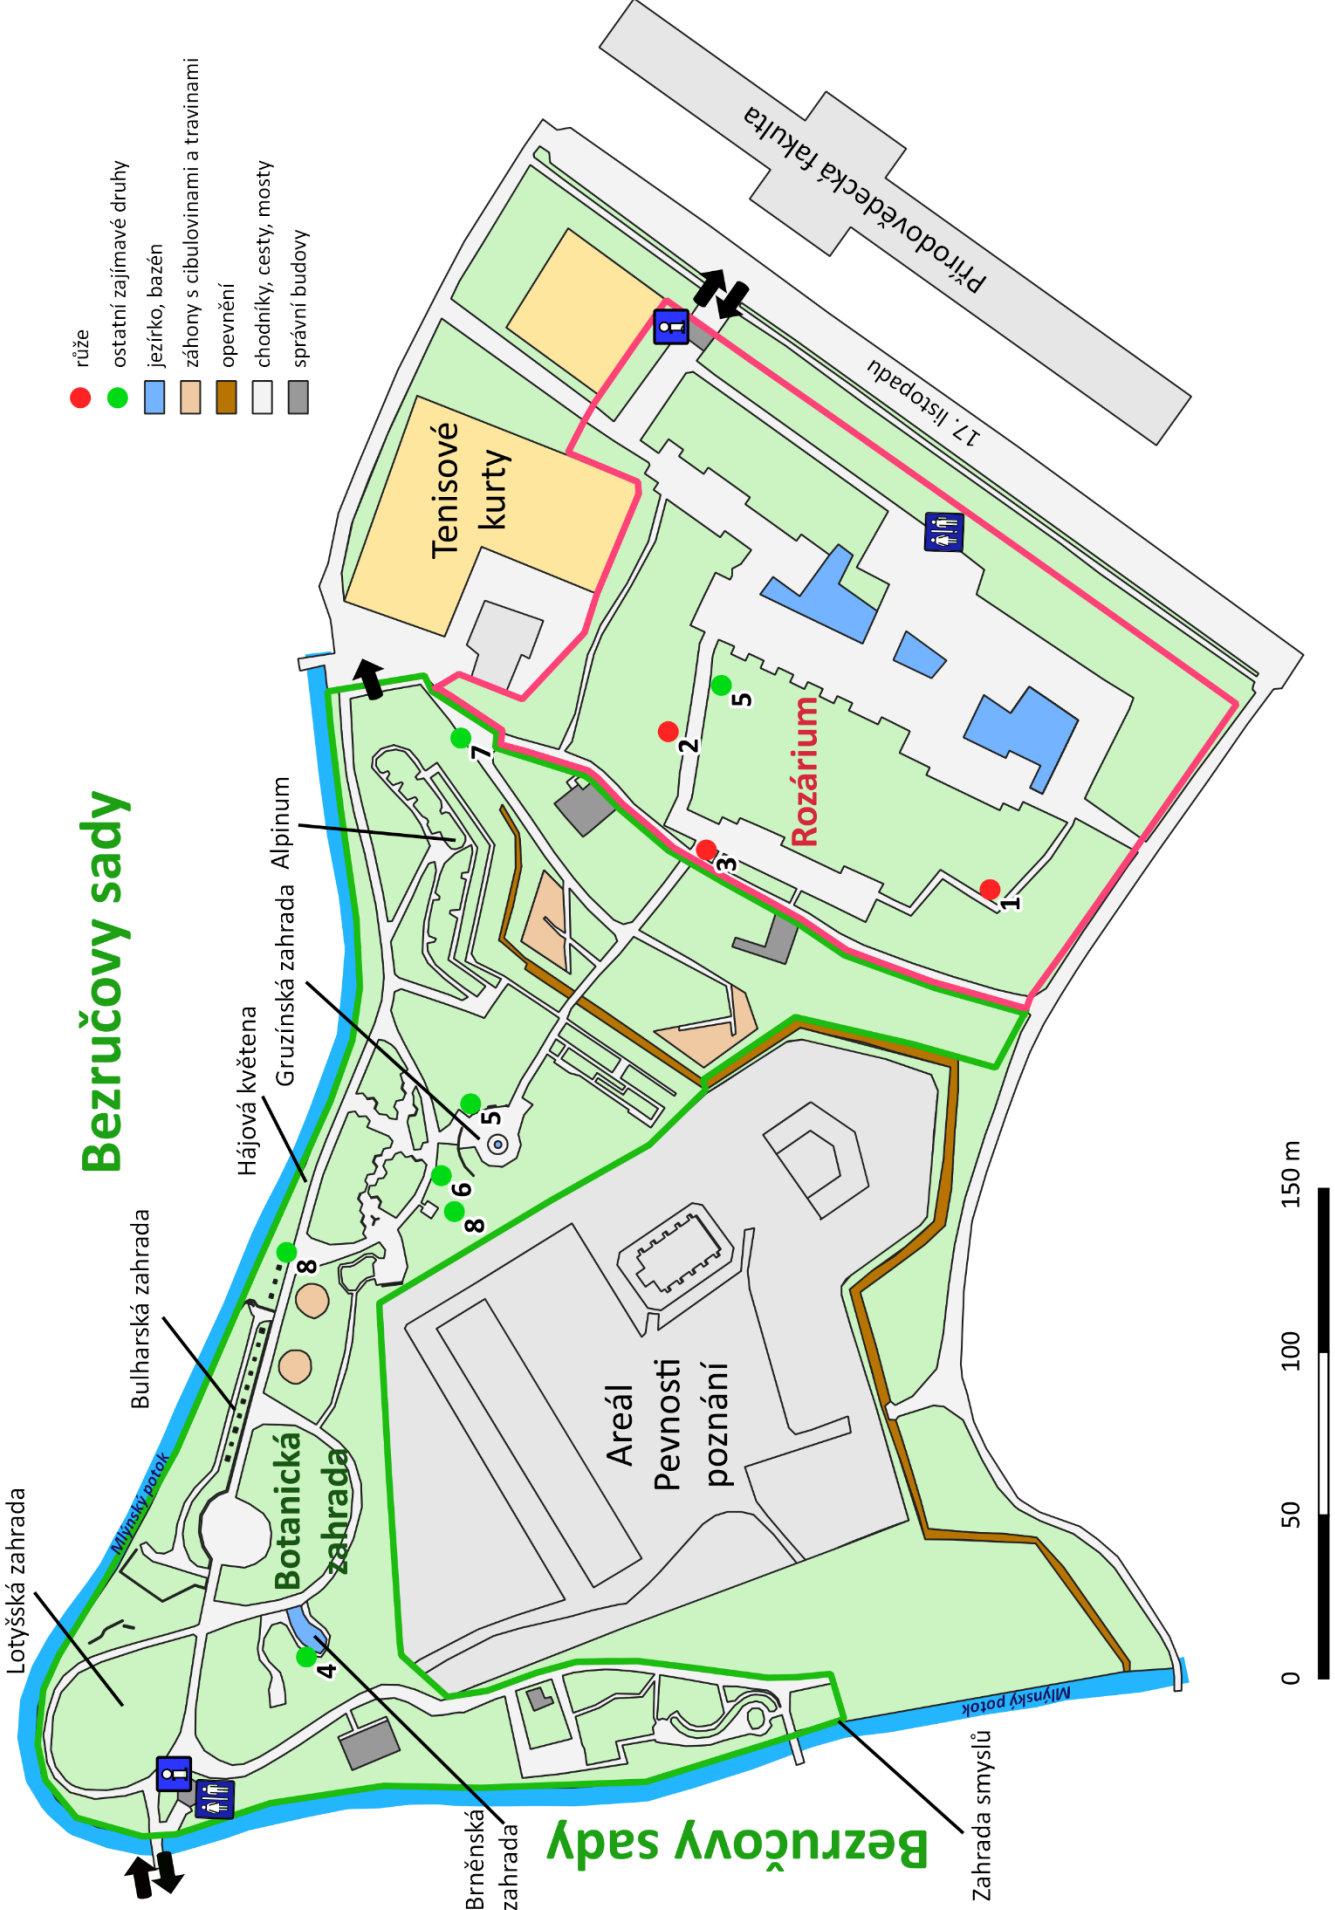 růže
ostatní zajímavé druhy
jezírko, bazén
záhony s cibulovinami a travinami
opevnění
chodníky, cesty, mosty
správní budovy
Bezručovy sady
Lotyšská zahrada
Bulharská zahrada
Hájová květena
Gruzínská zahrada
Alpinum
Mlýnský potok
Botanická
zahrada
Tenisové
kurty
Přírodovědecká fakulta
17. listopadu
Rozárium
Areál
Pevnosti
poznání
Brněnská
zahrada
Bezručovy sady
Zahrada smyslů
Mlýnský potok
4
8
8
6
5
7
3
2
5
1
0
50
100
150 m